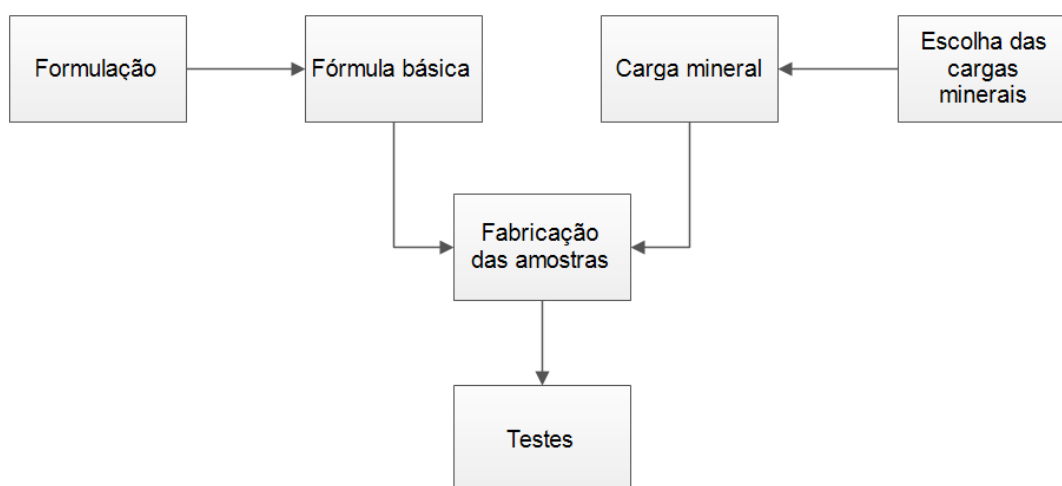 Formulação
Fórmula básica
Carga mineral
Escolha das
cargas
minerais
Fabricação
das amostras
Testes